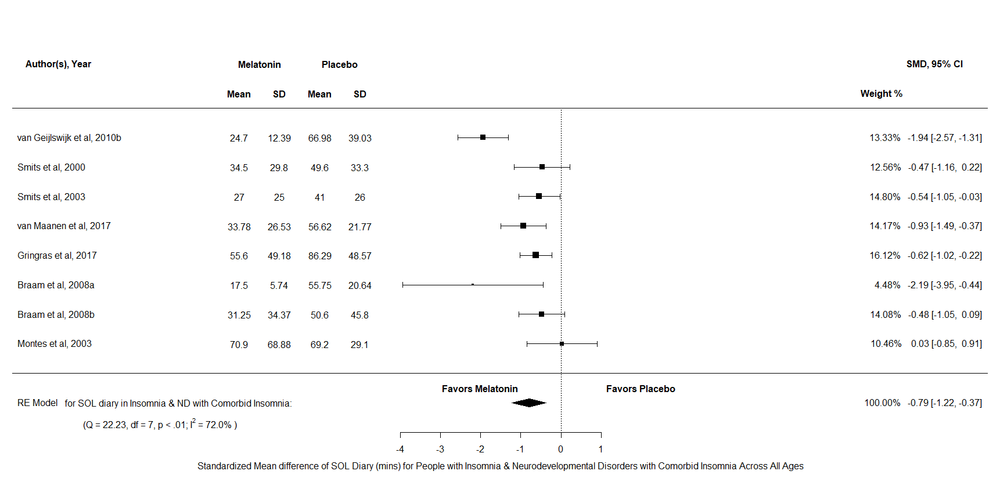 Author(s), Year Melatonin Placebo SMD, 95% CI
Mean SD Mean SD Weight %
van Geijlswijk et al, 2010b 24.7 12.39 66.98 39.03 13.33% -1.94 [-2.57, -1.31]
Smits et al, 2000 34.5 29.8 49.6 33.3 12.56% -0.47 [-1.16, 0.22]
Smits et al, 2003 27 25 41 26 14.80% -0.54 [-1.05, -0.03]
van Maanen et al, 2017 33.78 26.53 56.62 21.77 14.17% -0.93 [-1.49, -0.37]
Gringras et al, 2017 55.6 49.18 86.29 48.57 16.12% -0.62 [-1.02, -0.22]
Braam et al, 2008a 17.5 5.74 55.75 20.64 4.48% -2.19 [-3.95, -0.44]
Braam et al, 2008b 31.25 34.37 50.6 45.8 14.08% -0.48 [-1.05, 0.09]
Montes et al, 2003 70.9 68.88 69.2 29.1 10.46% 0.03 [-0.85, 0.91]
Favors Melatonin Favors Placebo
RE Model for SOL diary in Insomnia & ND with Comorbid Insomnia: 100.00% -0.79 [-1.22, -0.37]
(Q = 22.23, df = 7, p < .01; I² = 72.0% )
-4 -3 -2 -1 0 1
Standardized Mean difference of SOL Diary (mins) for People with Insomnia & Neurodevelopmental Disorders with Comorbid Insomnia Across All Ages